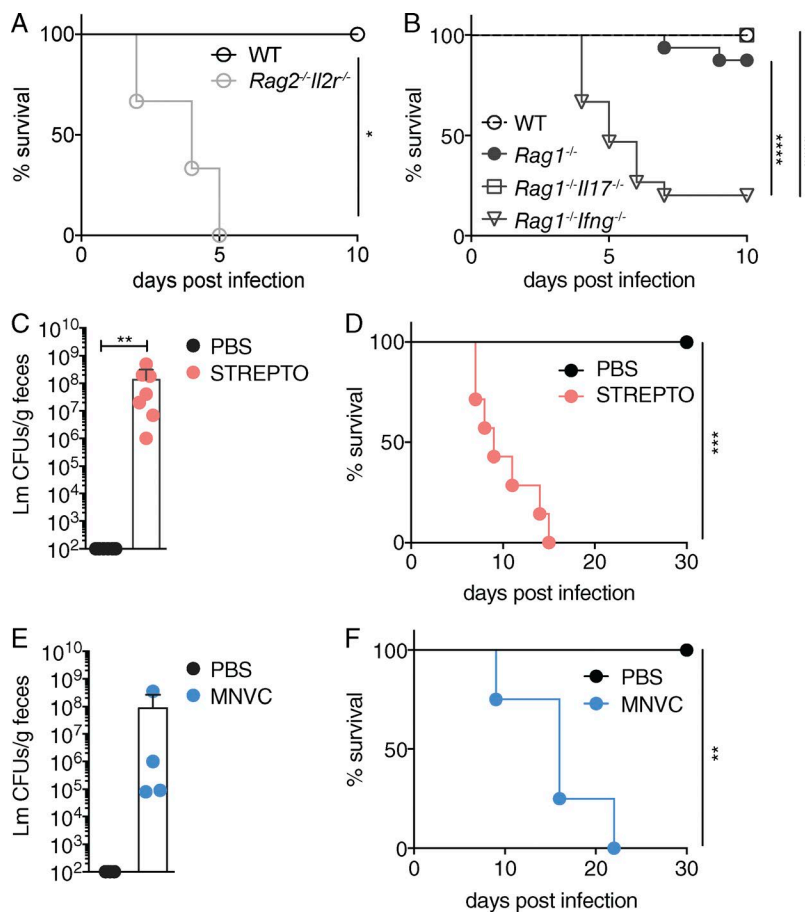 A
100
50
0
% survival
WT
Rag2-/-Il2r-/-
*
0
5
10
days post infection
B
100
50
0
% survival
WT
Rag1-/-
Rag1-/-Il17-/-
Rag1-/-Ifng-/-
****
0
5
10
days post infection
C
Lm CFUs/g feces
10^10
10^9
10^8
10^7
10^6
10^5
10^4
10^3
10^2
**
PBS
STREPTO
D
100
50
0
% survival
PBS
STREPTO
***
0
10
20
30
days post infection
E
Lm CFUs/g feces
10^10
10^9
10^8
10^7
10^6
10^5
10^4
10^3
10^2
PBS
MNVC
F
100
50
0
% survival
PBS
MNVC
**
10
20
30
days post infection